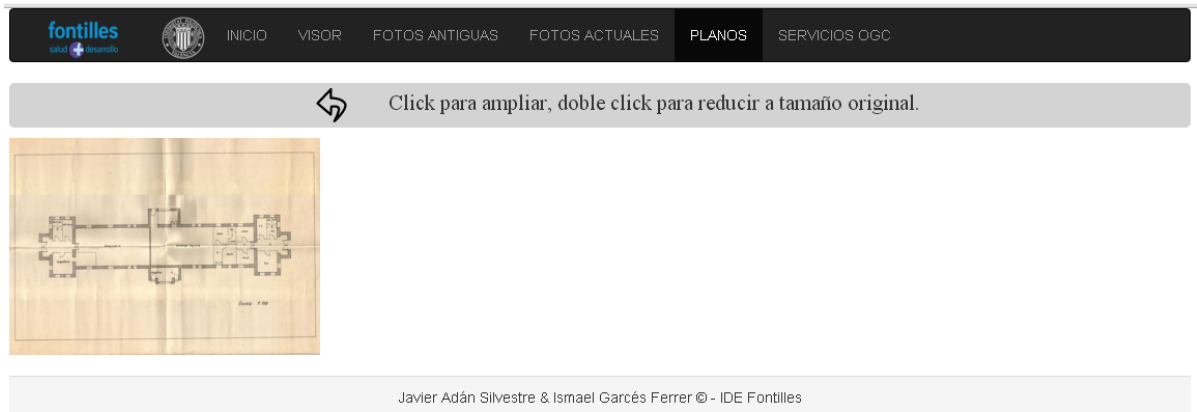 fontilles
salud desarrollo
INICIO VISOR FOTOS ANTIGUAS FOTOS ACTUALES PLANOS SERVICIOS OGC
Click para ampliar, doble click para reducir a tamaño original.
Javier Adán Silvestre & Ismael Garcés Ferrer © - IDE Fontilles